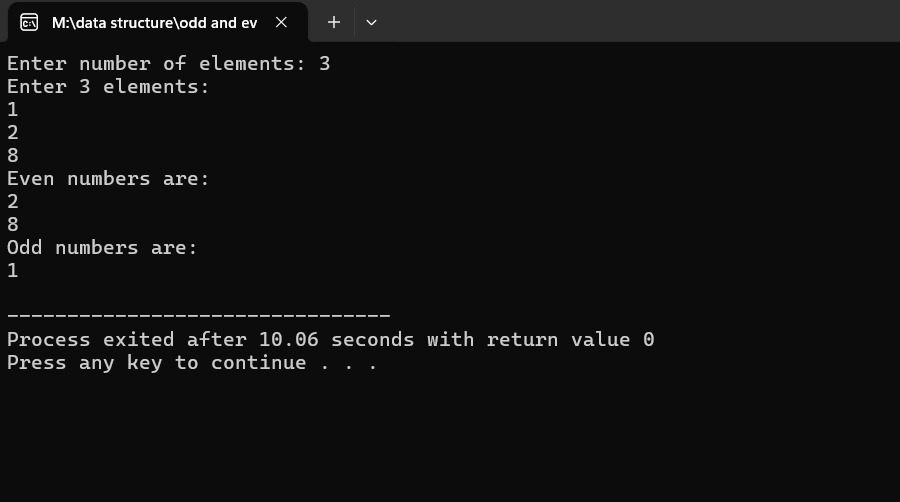 M:\data structure\odd and ev
Enter number of elements: 3
Enter 3 elements:
1
2
8
Even numbers are:
2
8
Odd numbers are:
1
--------------------------------
Process exited after 10.06 seconds with return value 0
Press any key to continue . . .